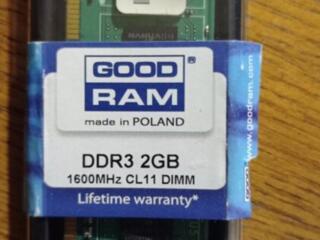 GOOD
RAM
made in POLAND
DDR3 2GB
1600MHz CL11 DIMM
Lifetime warranty*
www.goodram.com